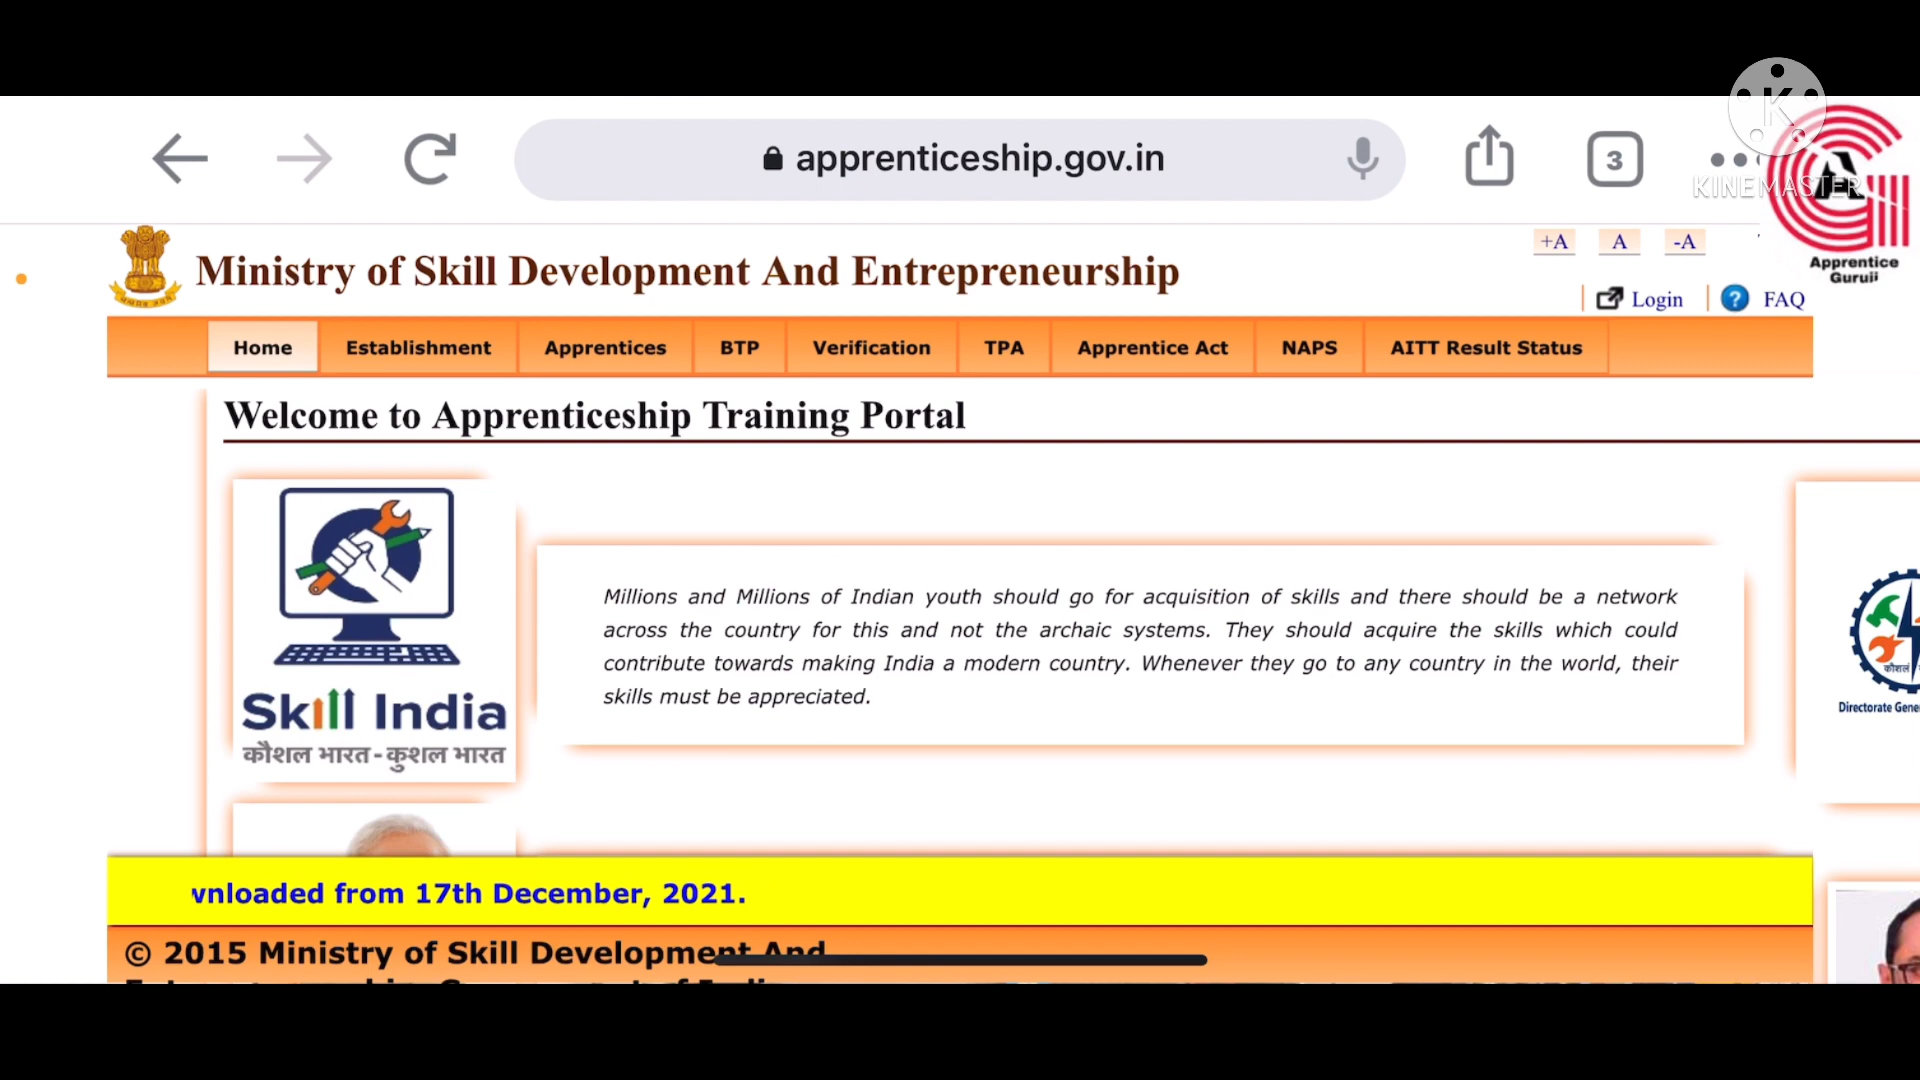 apprenticeship.gov.in
3
K
KINEMASTER
A
Apprentice
Guruji
+A A -A
Ministry of Skill Development And Entrepreneurship
Login
? FAQ
Home Establishment Apprentices BTP Verification TPA Apprentice Act NAPS AITT Result Status
Welcome to Apprenticeship Training Portal
Millions and Millions of Indian youth should go for acquisition of skills and there should be a network
across the country for this and not the archaic systems. They should acquire the skills which could
contribute towards making India a modern country. Whenever they go to any country in the world, their
skills must be appreciated.
Skill India
कौशल भारत-कुशल भारत
Directorate Gene
wnloaded from 17th December, 2021.
© 2015 Ministry of Skill Development And